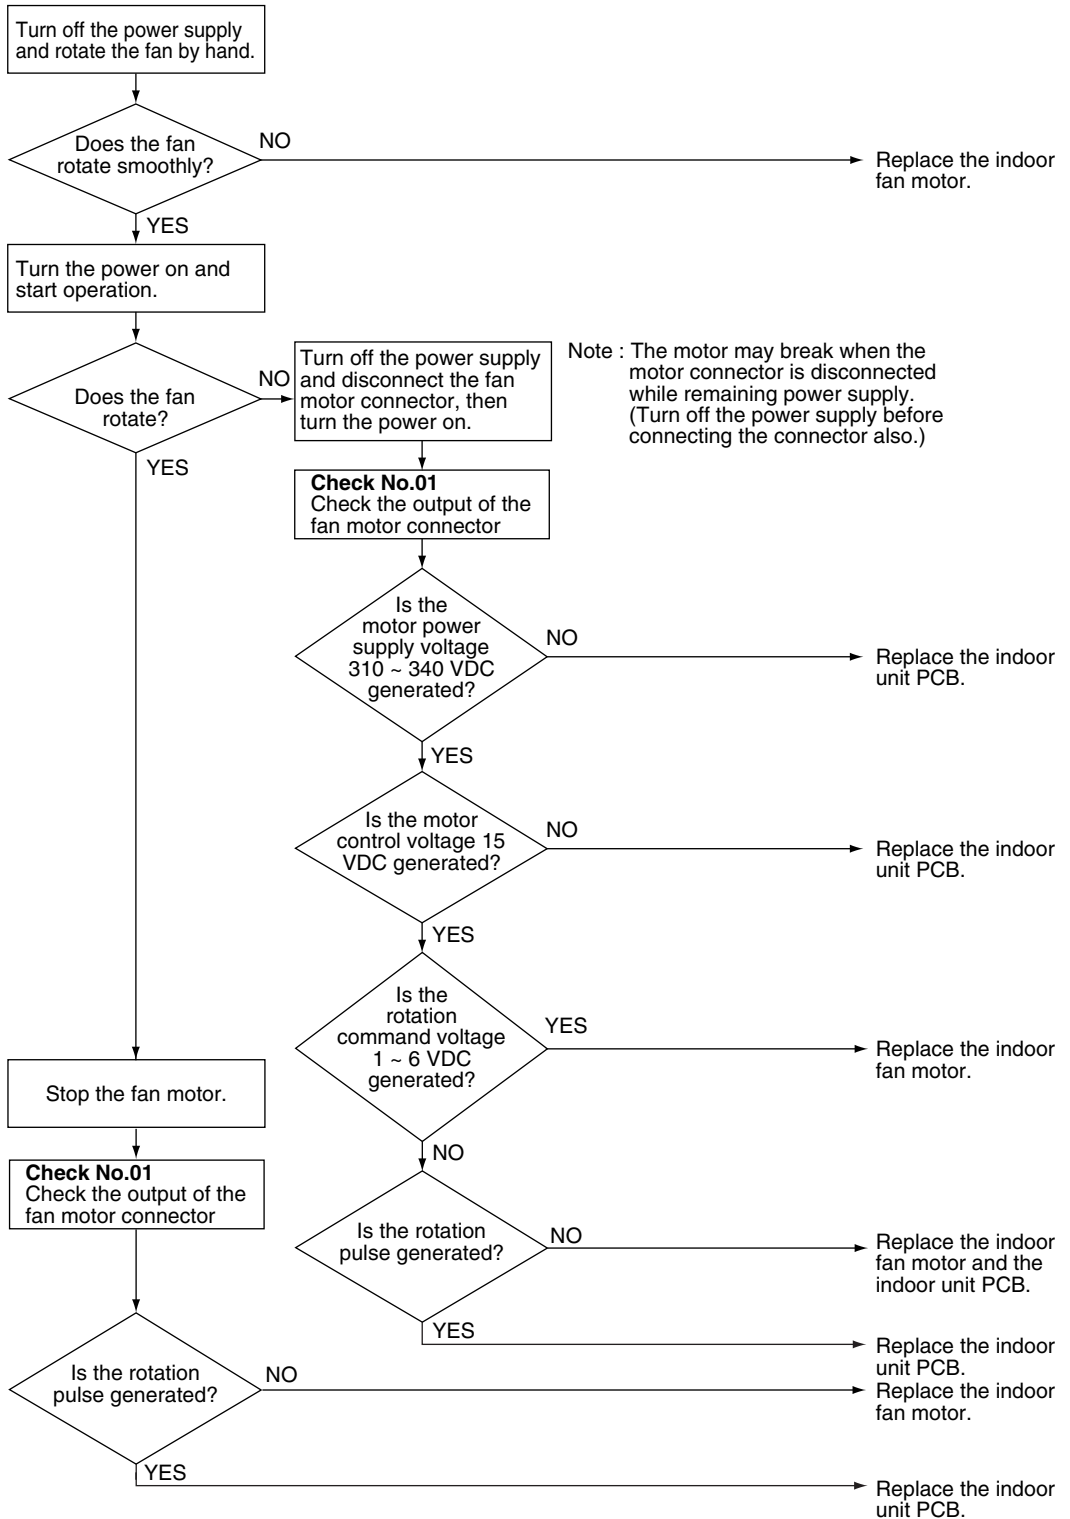 Turn off the power supply
and rotate the fan by hand.
Does the fan
rotate smoothly?
NO
Replace the indoor
fan motor.
YES
Turn the power on and
start operation.
Does the fan
rotate?
NO
Turn off the power supply
and disconnect the fan
motor connector, then
turn the power on.
Note : The motor may break when the
motor connector is disconnected
while remaining power supply.
(Turn off the power supply before
connecting the connector also.)
YES
Check No.01
Check the output of the
fan motor connector
Is the
motor power
supply voltage
310 ~ 340 VDC
generated?
NO
Replace the indoor
unit PCB.
YES
Is the motor
control voltage 15
VDC generated?
NO
Replace the indoor
unit PCB.
YES
Is the
rotation
command voltage
1 ~ 6 VDC
generated?
YES
Replace the indoor
fan motor.
NO
Stop the fan motor.
Check No.01
Check the output of the
fan motor connector
Is the rotation
pulse generated?
NO
Replace the indoor
fan motor and the
indoor unit PCB.
YES
Replace the indoor
unit PCB.
Is the rotation
pulse generated?
NO
Replace the indoor
fan motor.
YES
Replace the indoor
unit PCB.